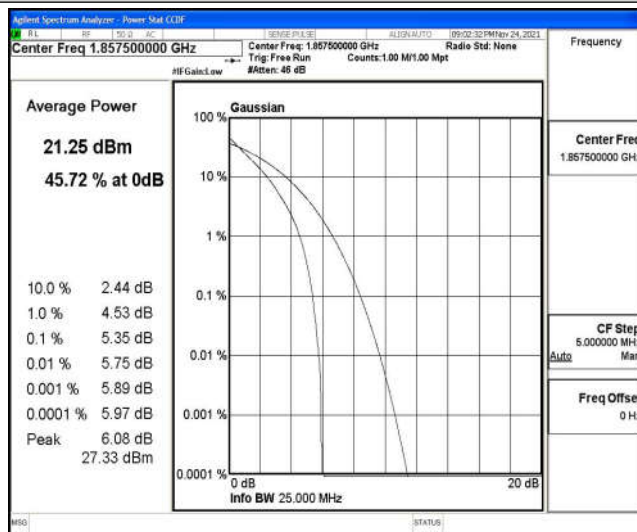 Agilent Spectrum Analyzer - Power Stat CCDF
RL RF 50 Ω AC SENSE:PULSE ALIGN AUTO 09:02:32 PM Nov 24, 2021
Center Freq 1.857500000 GHz
Center Freq: 1.857500000 GHz Radio Std: None
Trig: Free Run Counts:1.00 M/1.00 Mpt
#IFGain:Low #Atten: 46 dB
Frequency
Average Power
21.25 dBm
45.72 % at 0dB
10.0 % 2.44 dB
1.0 % 4.53 dB
0.1 % 5.35 dB
0.01 % 5.75 dB
0.001 % 5.89 dB
0.0001 % 5.97 dB
Peak 6.08 dB
27.33 dBm
Gaussian
100 %
10 %
1 %
0.1 %
0.01 %
0.001 %
0.0001 %
0 dB 20 dB
Info BW 25.000 MHz
Center Freq
1.857500000 GHz
CF Step
5.000000 MHz
Auto Man
Freq Offse
0 Hz
MSG STATUS